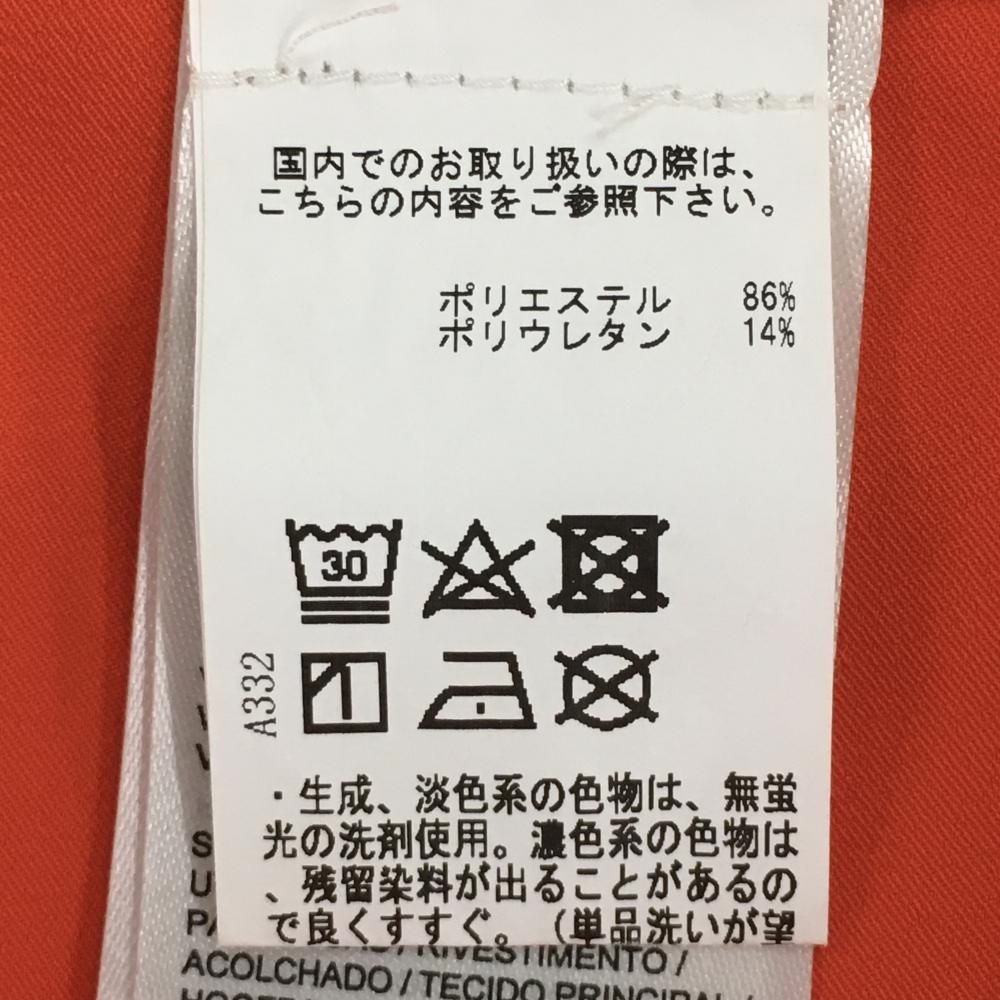 国内でのお取り扱いの際は、
こちらの内容をご参照下さい。
ポリエステル 86%
ポリウレタン 14%
30
A332
・生成、淡色系の色物は、無蛍
光の洗剤使用。濃色系の色物は
、残留染料が出ることがあるの
で良くすすぐ。(単品洗いが望
RIVESTIMENTO /
ACOLCHADO / TECIDO PRINCIPAL /